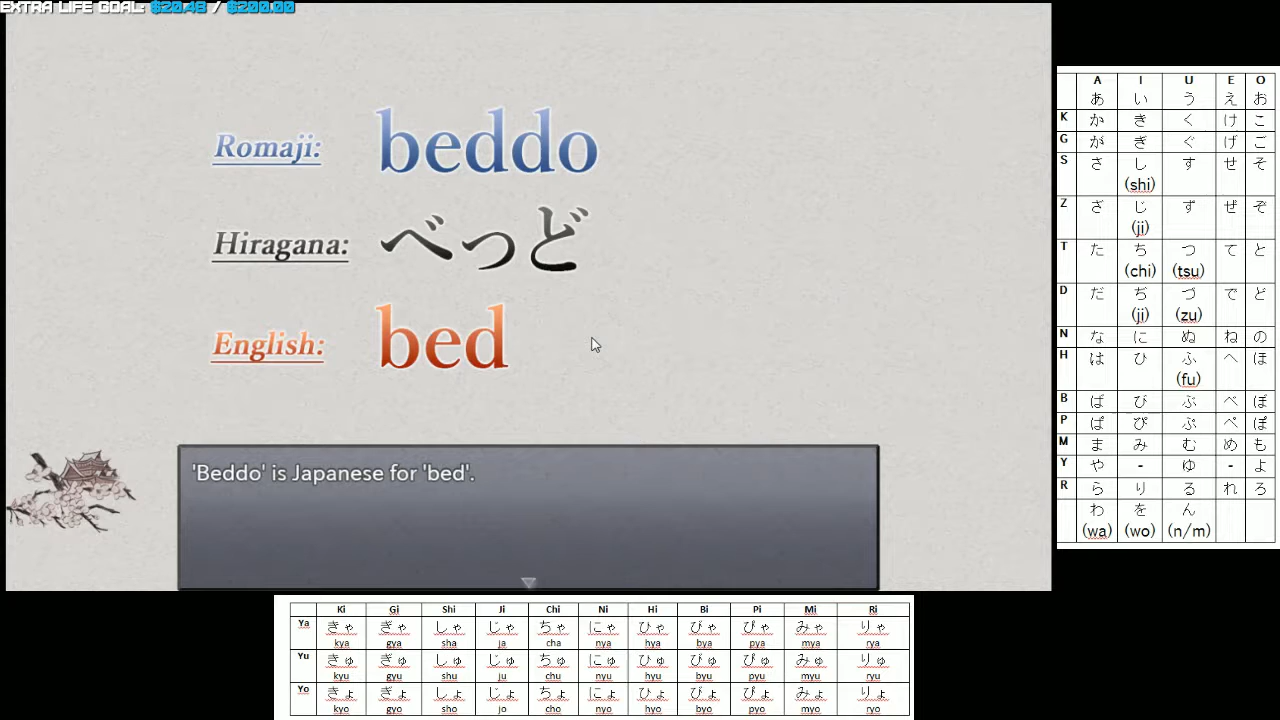 EXTRA LIFE GOAL: $20.48 / $200.00
Romaji: beddo
Hiragana: べっど
English: bed
'Beddo' is Japanese for 'bed'.
A I U E O
あ い う え お
K か き く け こ
G が ぎ ぐ げ ご
S さ し す せ そ
(shi)
Z ざ じ ず ぜ ぞ
(ji)
T た ち つ て と
(chi) (tsu)
D だ ぢ づ で ど
(ji) (zu)
N な に ぬ ね の
H は ひ ふ へ ほ
(fu)
B ば び ぶ べ ぼ
P ぱ ぴ ぷ ぺ ぽ
M ま み む め も
Y や - ゆ - よ
R ら り る れ ろ
わ を ん
(wa) (wo) (n/m)
Ki Gi Shi Ji Chi Ni Hi Bi Pi Mi Ri
Ya きゃ ぎゃ しゃ じゃ ちゃ にゃ ひゃ びゃ ぴゃ みゃ りゃ
kya gya sha ja cha nya hya bya pya mya rya
Yu きゅ ぎゅ しゅ じゅ ちゅ にゅ ひゅ びゅ ぴゅ みゅ りゅ
kyu gyu shu ju chu nyu hyu byu pyu myu ryu
Yo きょ ぎょ しょ じょ ちょ にょ ひょ びょ ぴょ みょ りょ
kyo gyo sho jo cho nyo hyo byo pyo myo ryo